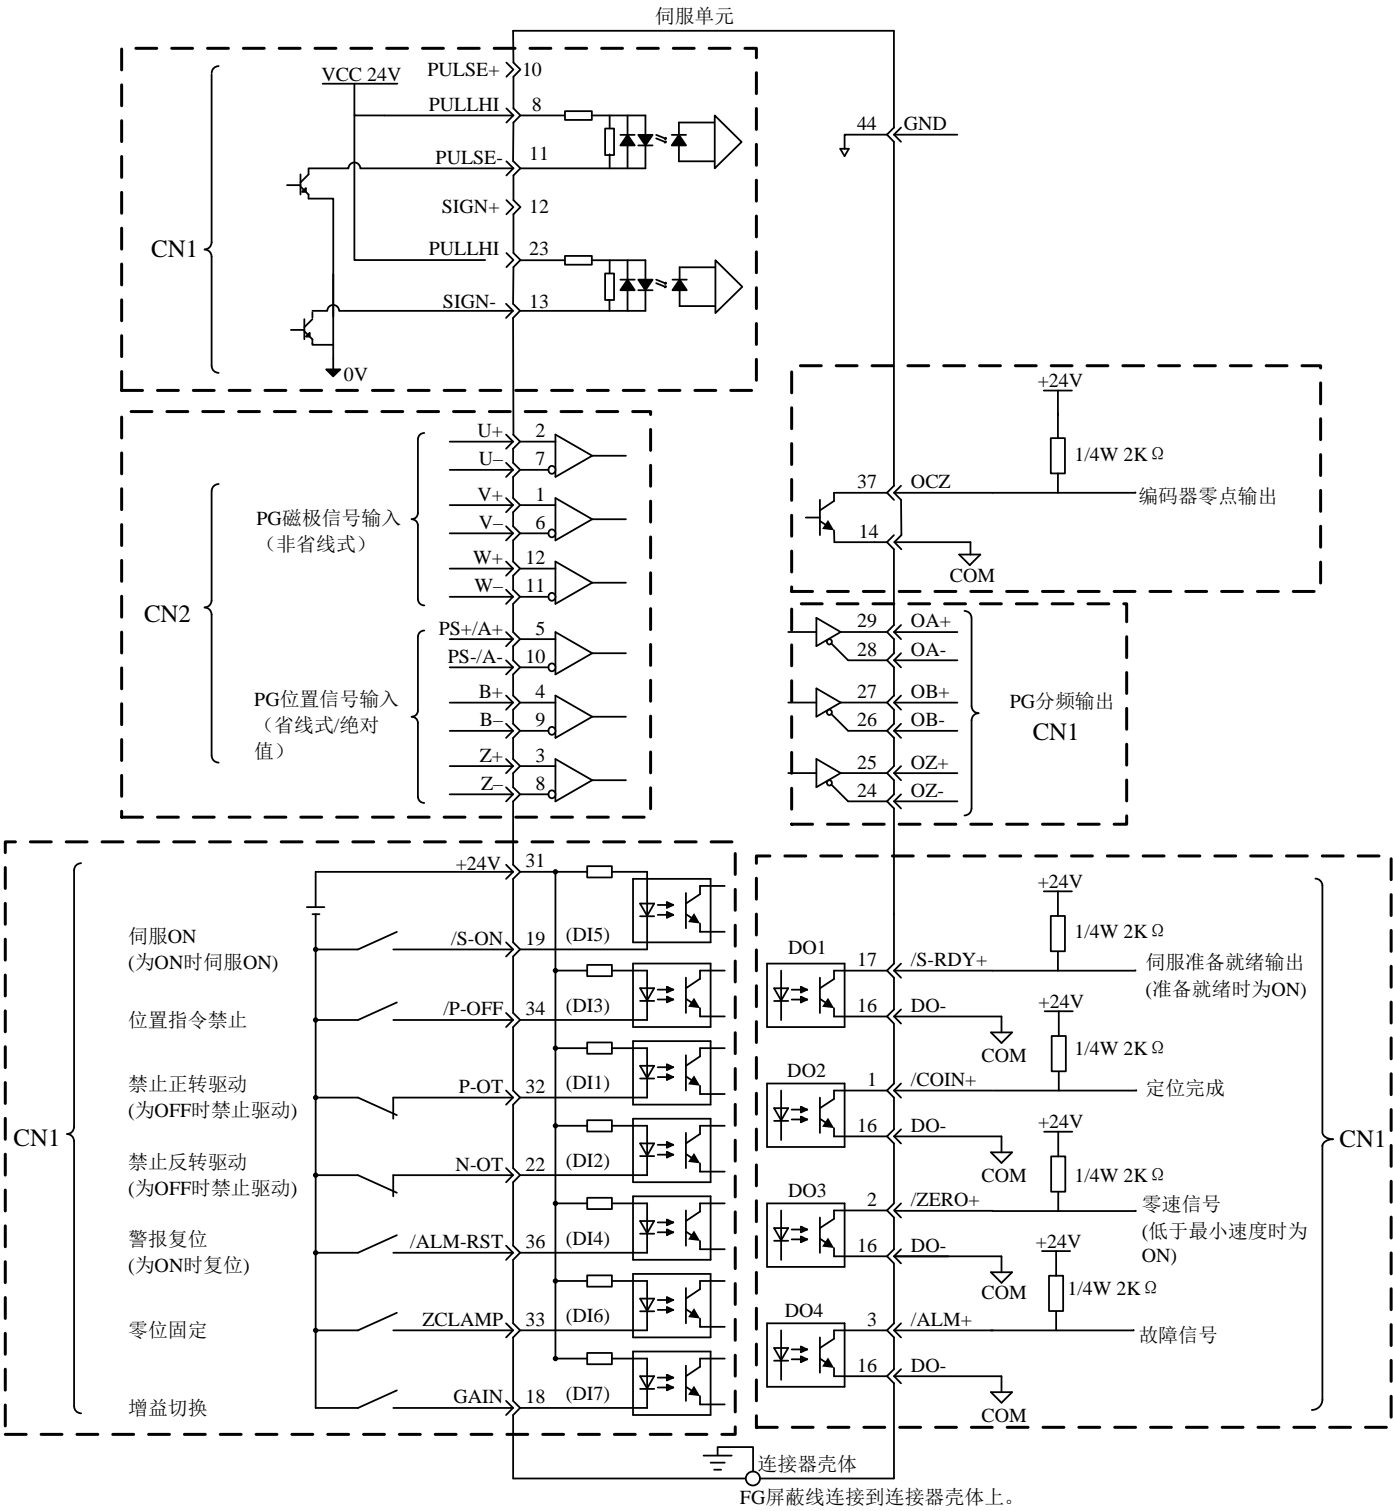 伺服单元
PULSE+ 10
VCC 24V
PULLHI 8
PULSE- 11
SIGN+ 12
CN1
PULLHI 23
SIGN- 13
0V
44 GND
+24V
1/4W 2KΩ
37 OCZ
编码器零点输出
14
COM
U+ 2
U− 7
V+ 1
PG磁极信号输入
(非省线式)
V− 6
W+ 12
W− 11
CN2
PS+/A+ 5
PS-/A- 10
PG位置信号输入
(省线式/绝对
值)
B+ 4
B− 9
Z+ 3
Z− 8
29 OA+
28 OA-
27 OB+
26 OB-
PG分频输出
CN1
25 OZ+
24 OZ-
+24V 31
伺服ON
(为ON时伺服ON)
/S-ON 19 (DI5)
位置指令禁止
/P-OFF 34 (DI3)
禁止正转驱动
(为OFF时禁止驱动)
P-OT 32 (DI1)
CN1
禁止反转驱动
(为OFF时禁止驱动)
N-OT 22 (DI2)
警报复位
(为ON时复位)
/ALM-RST 36 (DI4)
零位固定
ZCLAMP 33 (DI6)
增益切换
GAIN 18 (DI7)
+24V
1/4W 2KΩ
DO1
17 /S-RDY+
伺服准备就绪输出
(准备就绪时为ON)
16 DO-
COM
+24V
1/4W 2KΩ
DO2
1 /COIN+
定位完成
16 DO-
COM
+24V
1/4W 2KΩ
CN1
DO3
2 /ZERO+
零速信号
(低于最小速度时为
ON)
16 DO-
COM
+24V
1/4W 2KΩ
DO4
3 /ALM+
故障信号
16 DO-
COM
连接器壳体
FG屏蔽线连接到连接器壳体上。